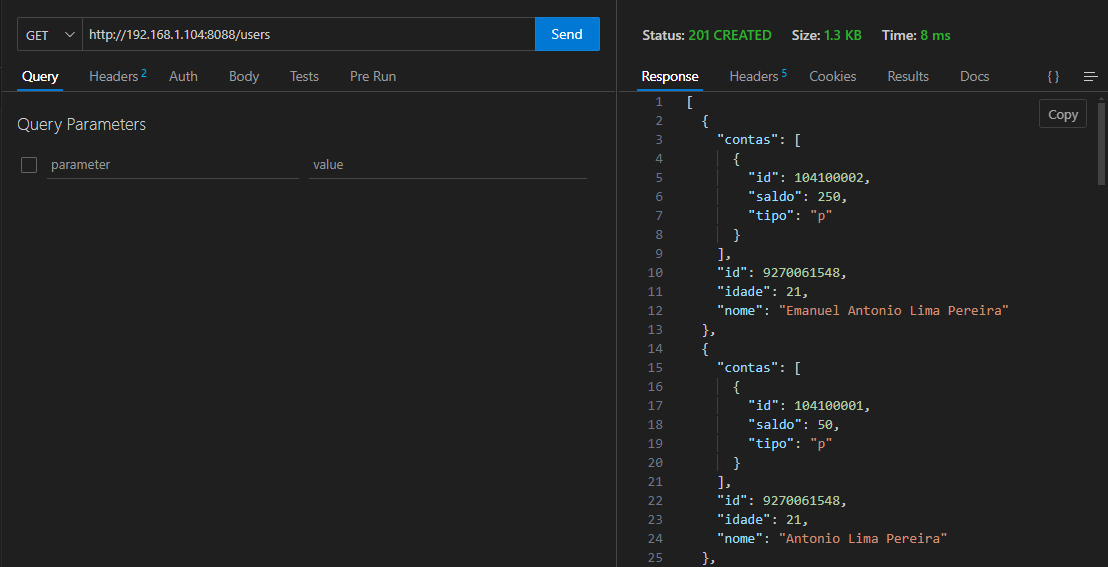 GET http://192.168.1.104:8088/users Send
Query Headers 2 Auth Body Tests Pre Run
Query Parameters
parameter value
Status: 201 CREATED Size: 1.3 KB Time: 8 ms
Response Headers 5 Cookies Results Docs { }
Copy
1 [
2 {
3 "contas": [
4 {
5 "id": 104100002,
6 "saldo": 250,
7 "tipo": "p"
8 }
9 ],
10 "id": 9270061548,
11 "idade": 21,
12 "nome": "Emanuel Antonio Lima Pereira"
13 },
14 {
15 "contas": [
16 {
17 "id": 104100001,
18 "saldo": 50,
19 "tipo": "p"
20 }
21 ],
22 "id": 9270061548,
23 "idade": 21,
24 "nome": "Antonio Lima Pereira"
25 },